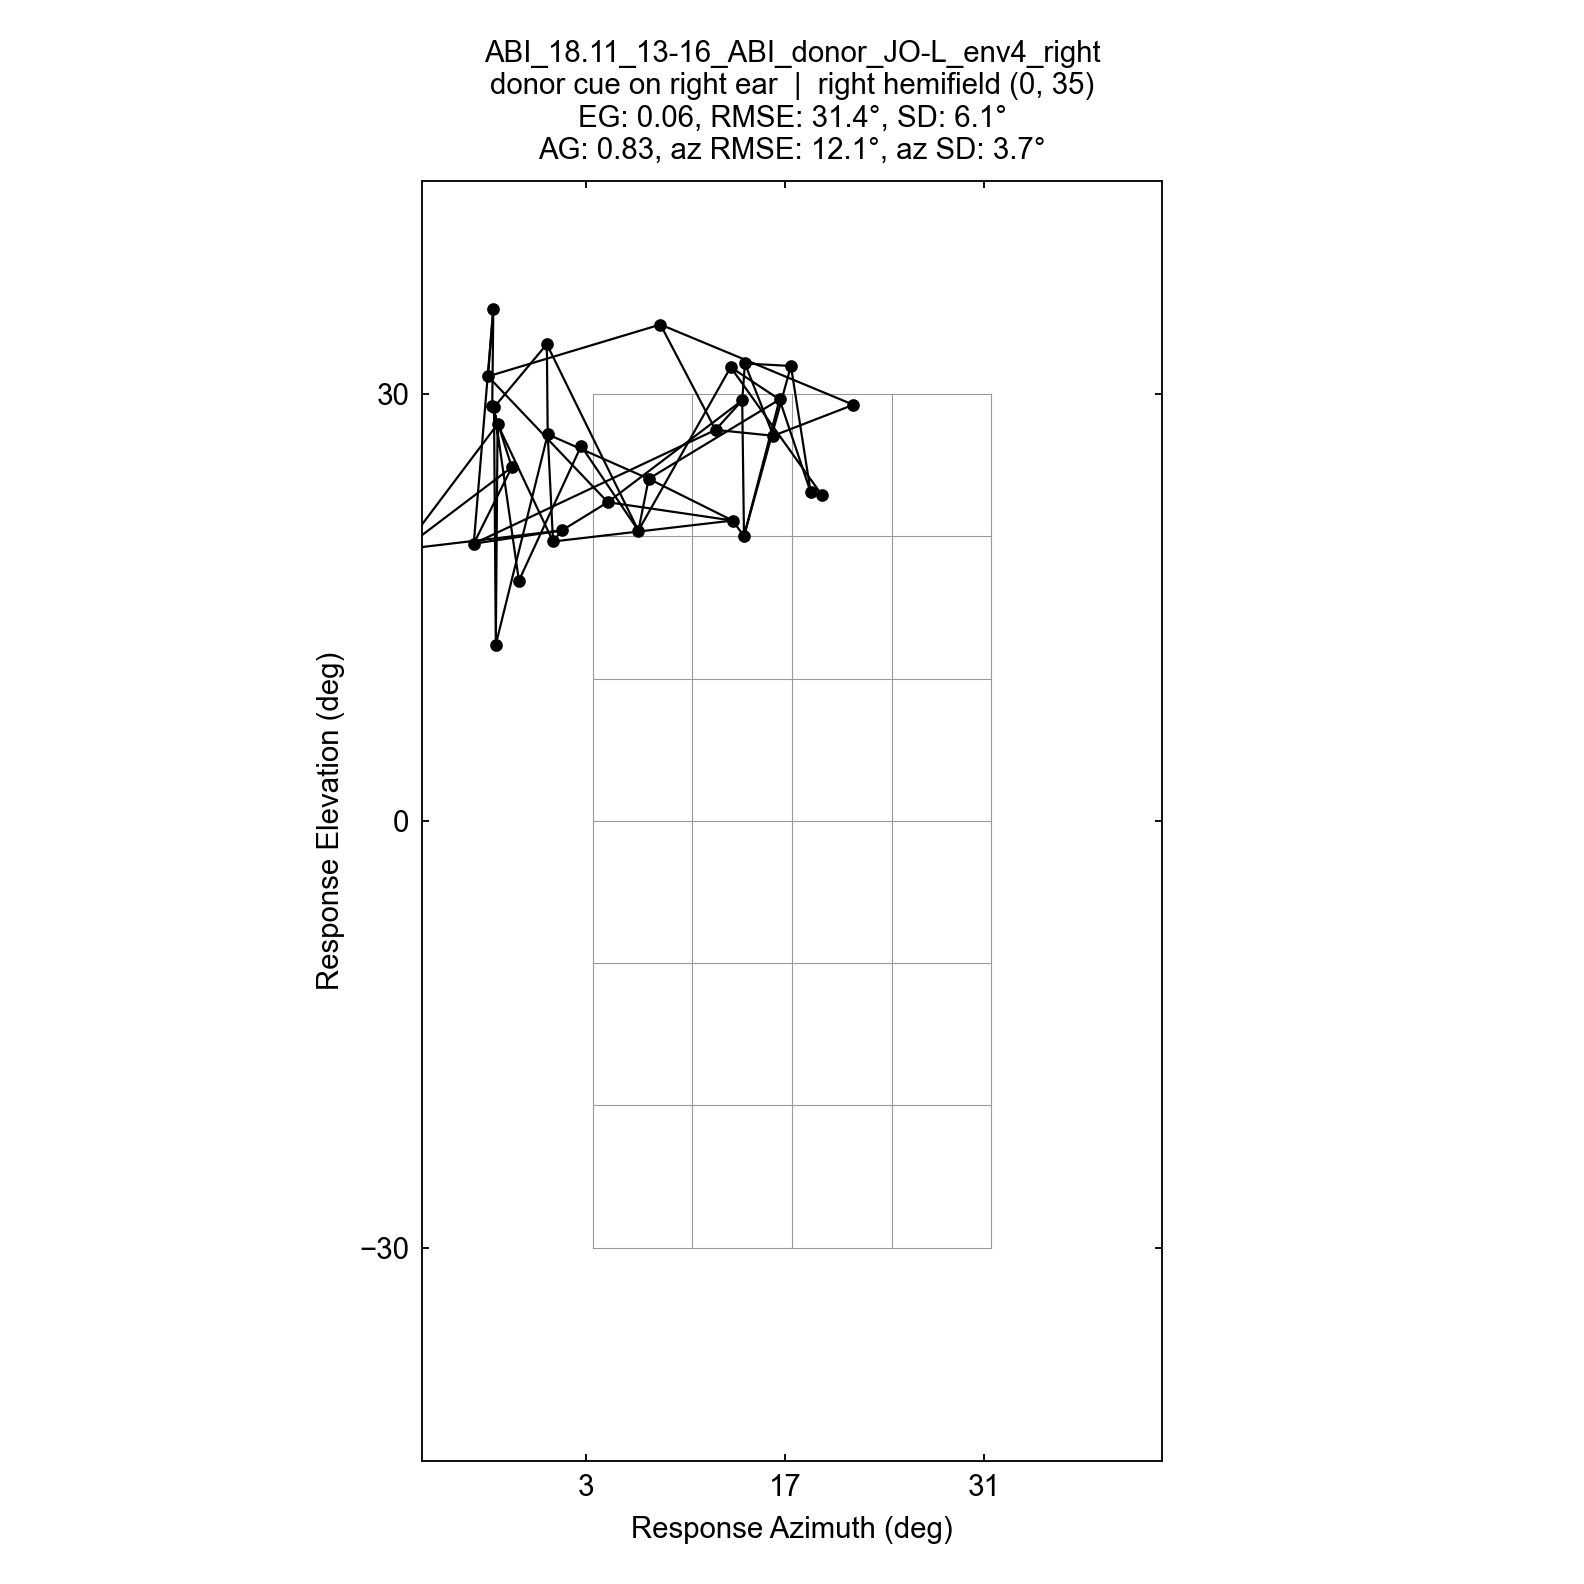 ABI_18.11_13-16_ABI_donor_JO-L_env4_right
donor cue on right ear | right hemifield (0, 35)
EG: 0.06, RMSE: 31.4°, SD: 6.1°
AG: 0.83, az RMSE: 12.1°, az SD: 3.7°
30
0
−30
Response Elevation (deg)
3 17 31
Response Azimuth (deg)